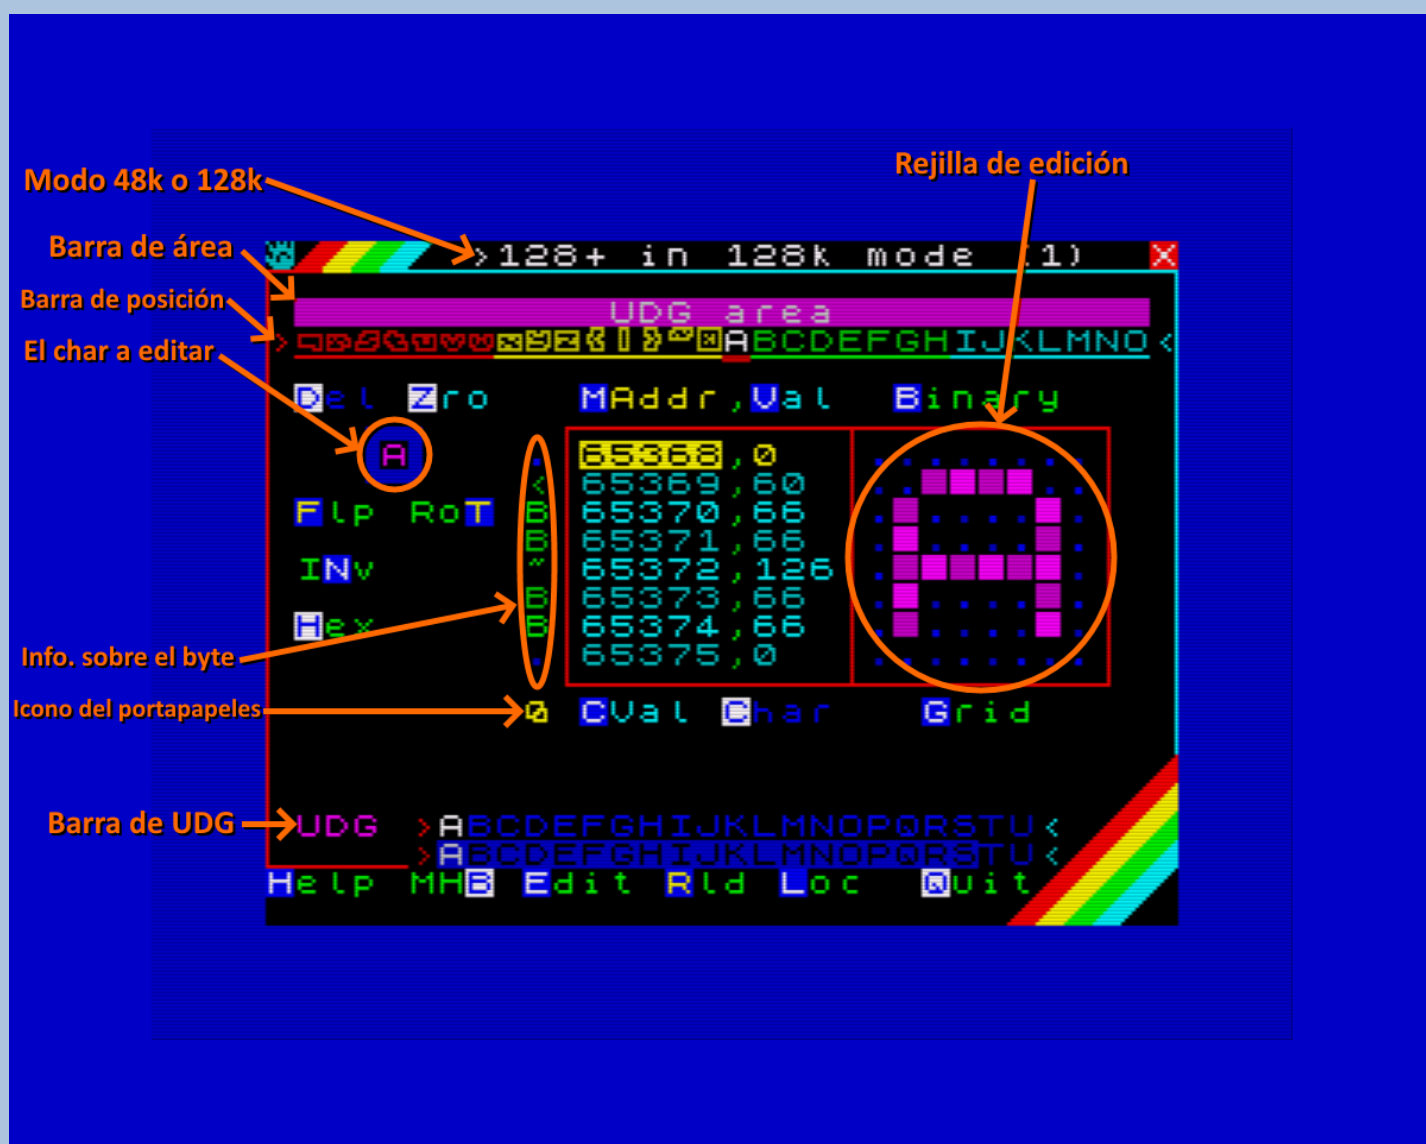 Modo 48k o 128k
Rejilla de edición
Barra de área
>128+ in 128k mode (1) X
Barra de posición
UDG area
El char a editar
ABCDEFGHIJKLMNO <
Del Zro MAddr,Val Binary
A
65368,0
< 65369,60
Flp RoT B 65370,66
B 65371,66
INv " 65372,126
B 65373,66
Hex B 65374,66
65375,0
Info. sobre el byte
Icono del portapapeles
0 CVal Char Grid
Barra de UDG
UDG >ABCDEFGHIJKLMNOPQRSTU<
>ABCDEFGHIJKLMNOPQRSTU<
Help MHB Edit Rld Loc Quit